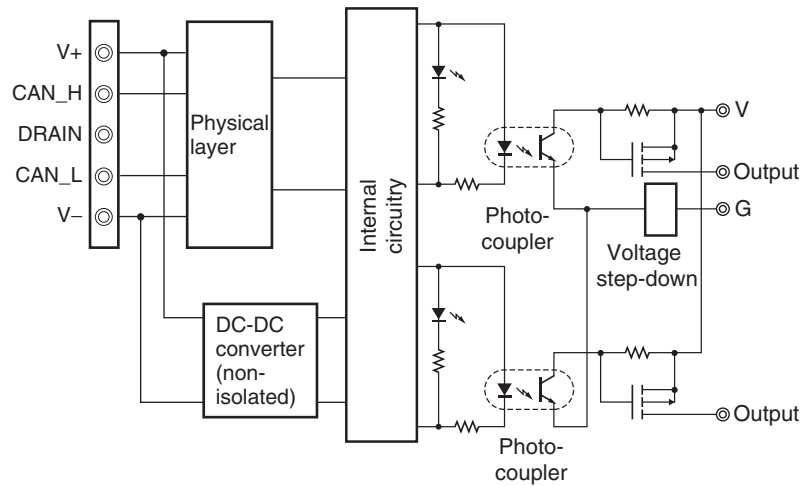 V+
CAN_H
DRAIN
CAN_L
V−
Physical
layer
DC-DC
converter
(non-
isolated)
Internal
circuitry
Photo-
coupler
V
Output
G
Voltage
step-down
Output
Photo-
coupler